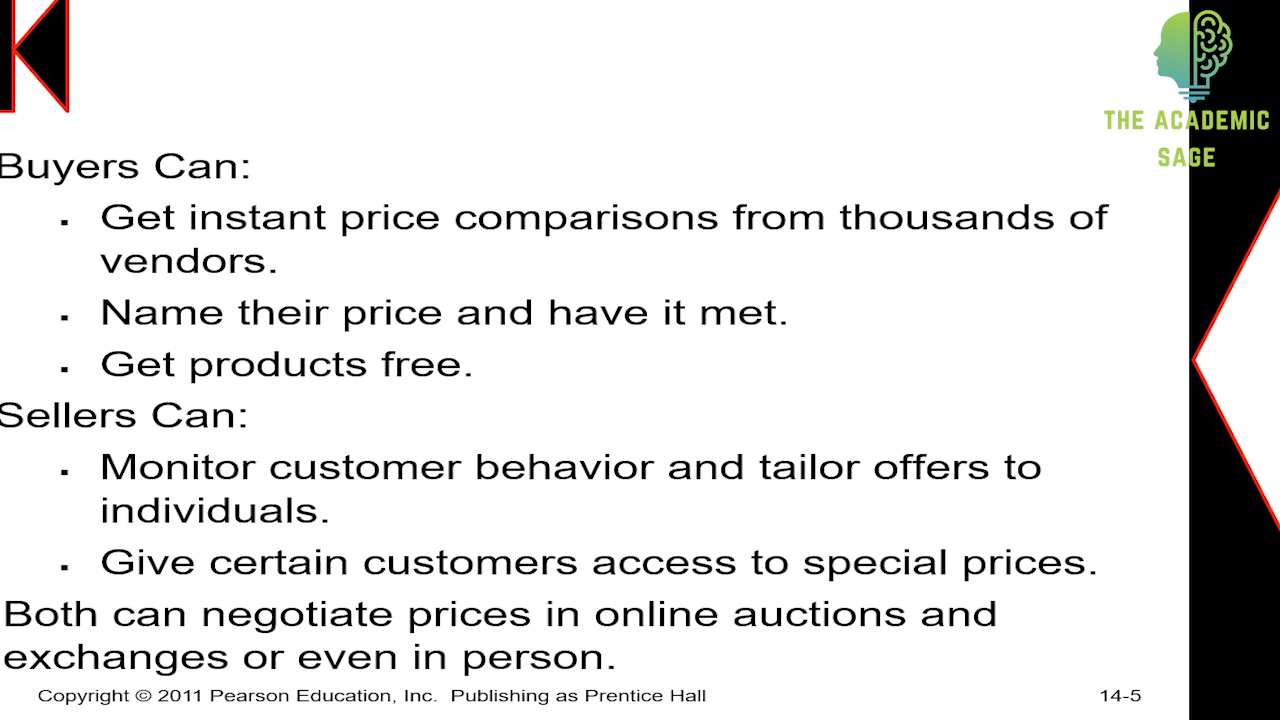 THE ACADEMIC
SAGE
Buyers Can:
▪ Get instant price comparisons from thousands of
vendors.
▪ Name their price and have it met.
▪ Get products free.
Sellers Can:
▪ Monitor customer behavior and tailor offers to
individuals.
▪ Give certain customers access to special prices.
Both can negotiate prices in online auctions and
exchanges or even in person.
Copyright © 2011 Pearson Education, Inc. Publishing as Prentice Hall
14-5